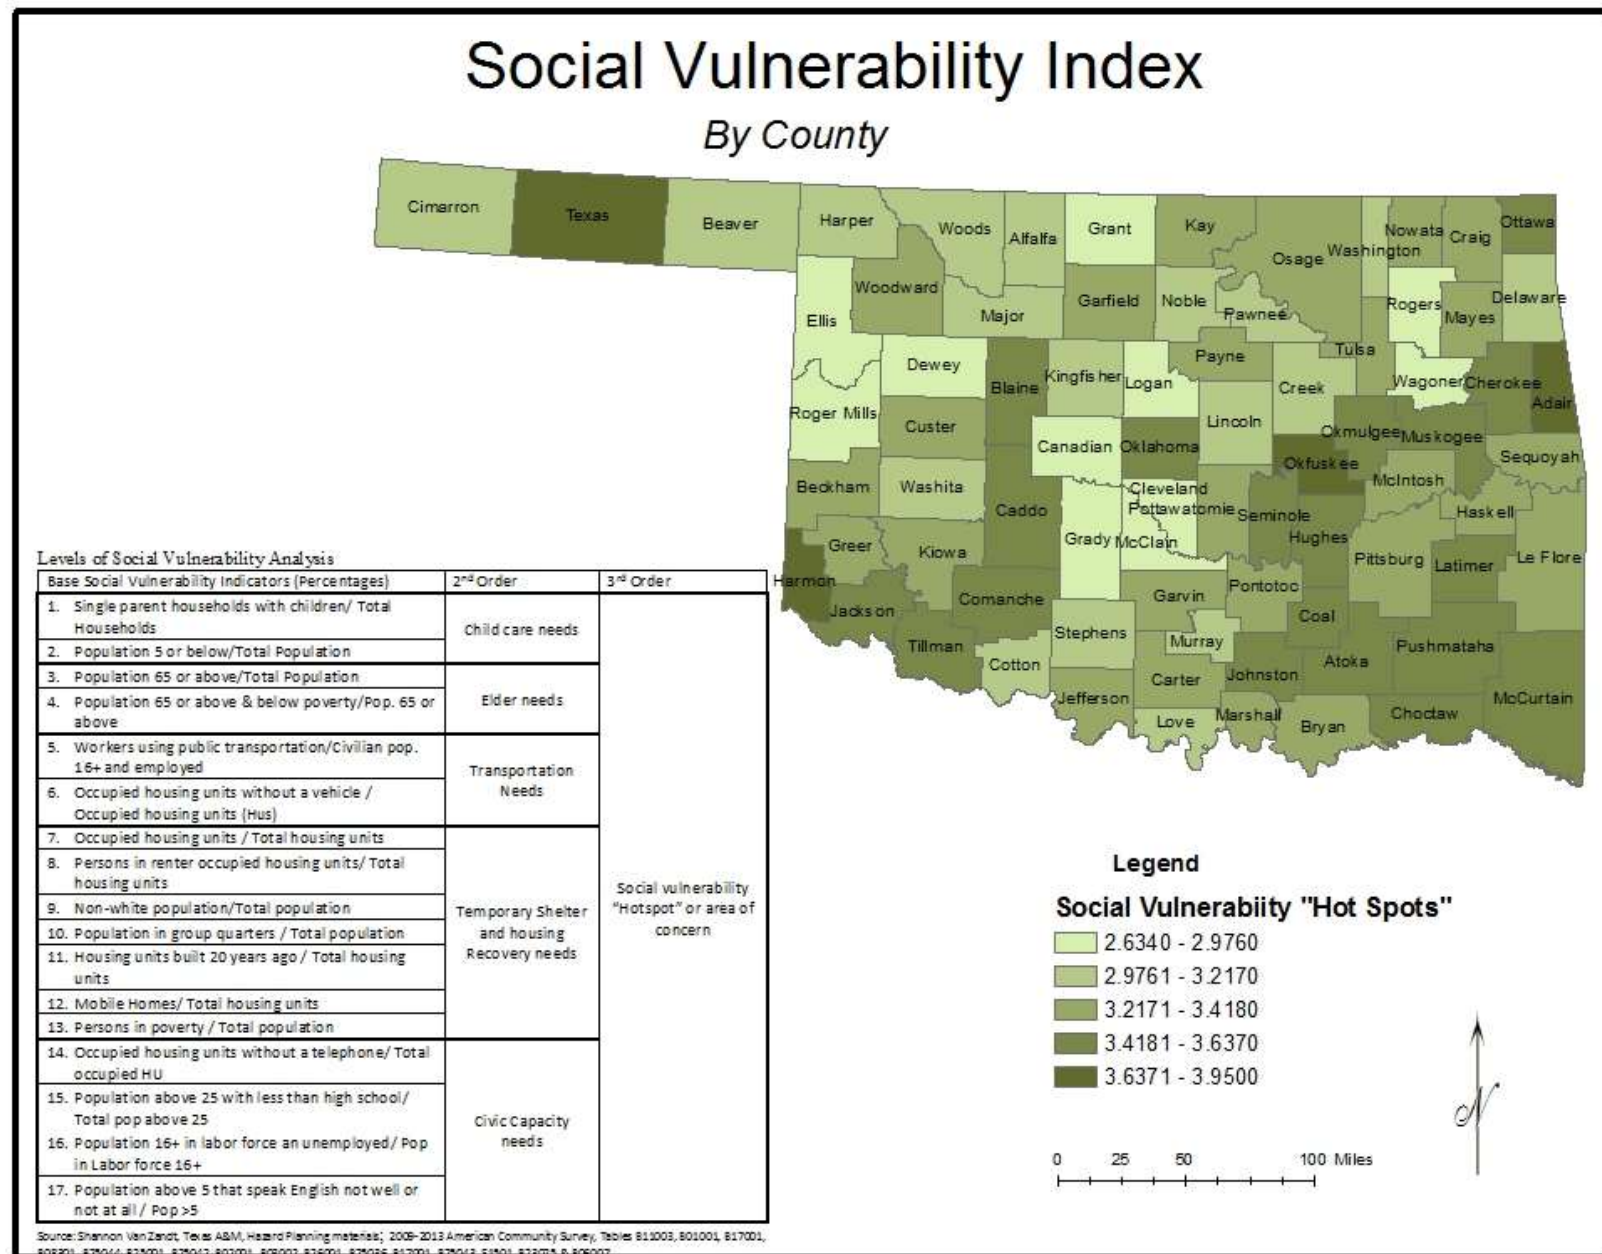 Social Vulnerability Index
By County
Cimarron
Texas
Beaver
Harper
Woods
Alfalfa
Grant
Kay
Osage
Washington
Nowata
Craig
Ottawa
Woodward
Ellis
Major
Garfield
Noble
Pawnee
Rogers
Mayes
Delaware
Dewey
Blaine
Kingfisher
Logan
Payne
Tulsa
Creek
Wagoner
Cherokee
Adair
Roger Mills
Custer
Canadian
Oklahoma
Lincoln
Okmulgee
Muskogee
Okfuskee
Sequoyah
McIntosh
Beckham
Washita
Caddo
Cleveland
Pottawatomie
Seminole
Haskell
Grady
McClain
Hughes
Pittsburg
Latimer
Le Flore
Greer
Kiowa
Harmon
Jackson
Comanche
Garvin
Pontotoc
Coal
Tillman
Stephens
Murray
Cotton
Johnston
Atoka
Pushmataha
Jefferson
Carter
Love
Marshall
Bryan
Choctaw
McCurtain
Levels of Social Vulnerability Analysis
Base Social Vulnerability Indicators (Percentages)
2nd Order
3rd Order
1. Single parent households with children/ Total
Households
2. Population 5 or below/Total Population
Child care needs
3. Population 65 or above/Total Population
4. Population 65 or above & below poverty/Pop. 65 or
above
Elder needs
5. Workers using public transportation/Civilian pop.
16+ and employed
6. Occupied housing units without a vehicle /
Occupied housing units (Hus)
Transportation
Needs
7. Occupied housing units / Total housing units
8. Persons in renter occupied housing units/ Total
housing units
9. Non-white population/Total population
10. Population in group quarters / Total population
11. Housing units built 20 years ago / Total housing
units
12. Mobile Homes/ Total housing units
13. Persons in poverty / Total population
Temporary Shelter
and housing
Recovery needs
14. Occupied housing units without a telephone/ Total
occupied HU
15. Population above 25 with less than high school/
Total pop above 25
16. Population 16+ in labor force an unemployed/ Pop
in Labor force 16+
17. Population above 5 that speak English not well or
not at all / Pop >5
Civic Capacity
needs
Social vulnerability
"Hotspot" or area of
concern
Source: Shannon Van Zandt, Texas A&M, Hazard Planning materials; 2009-2013 American Community Survey, Tables B11003, B01001, B17001,
Legend
Social Vulnerabiity "Hot Spots"
2.6340 - 2.9760
2.9761 - 3.2170
3.2171 - 3.4180
3.4181 - 3.6370
3.6371 - 3.9500
N
0 25 50 100 Miles